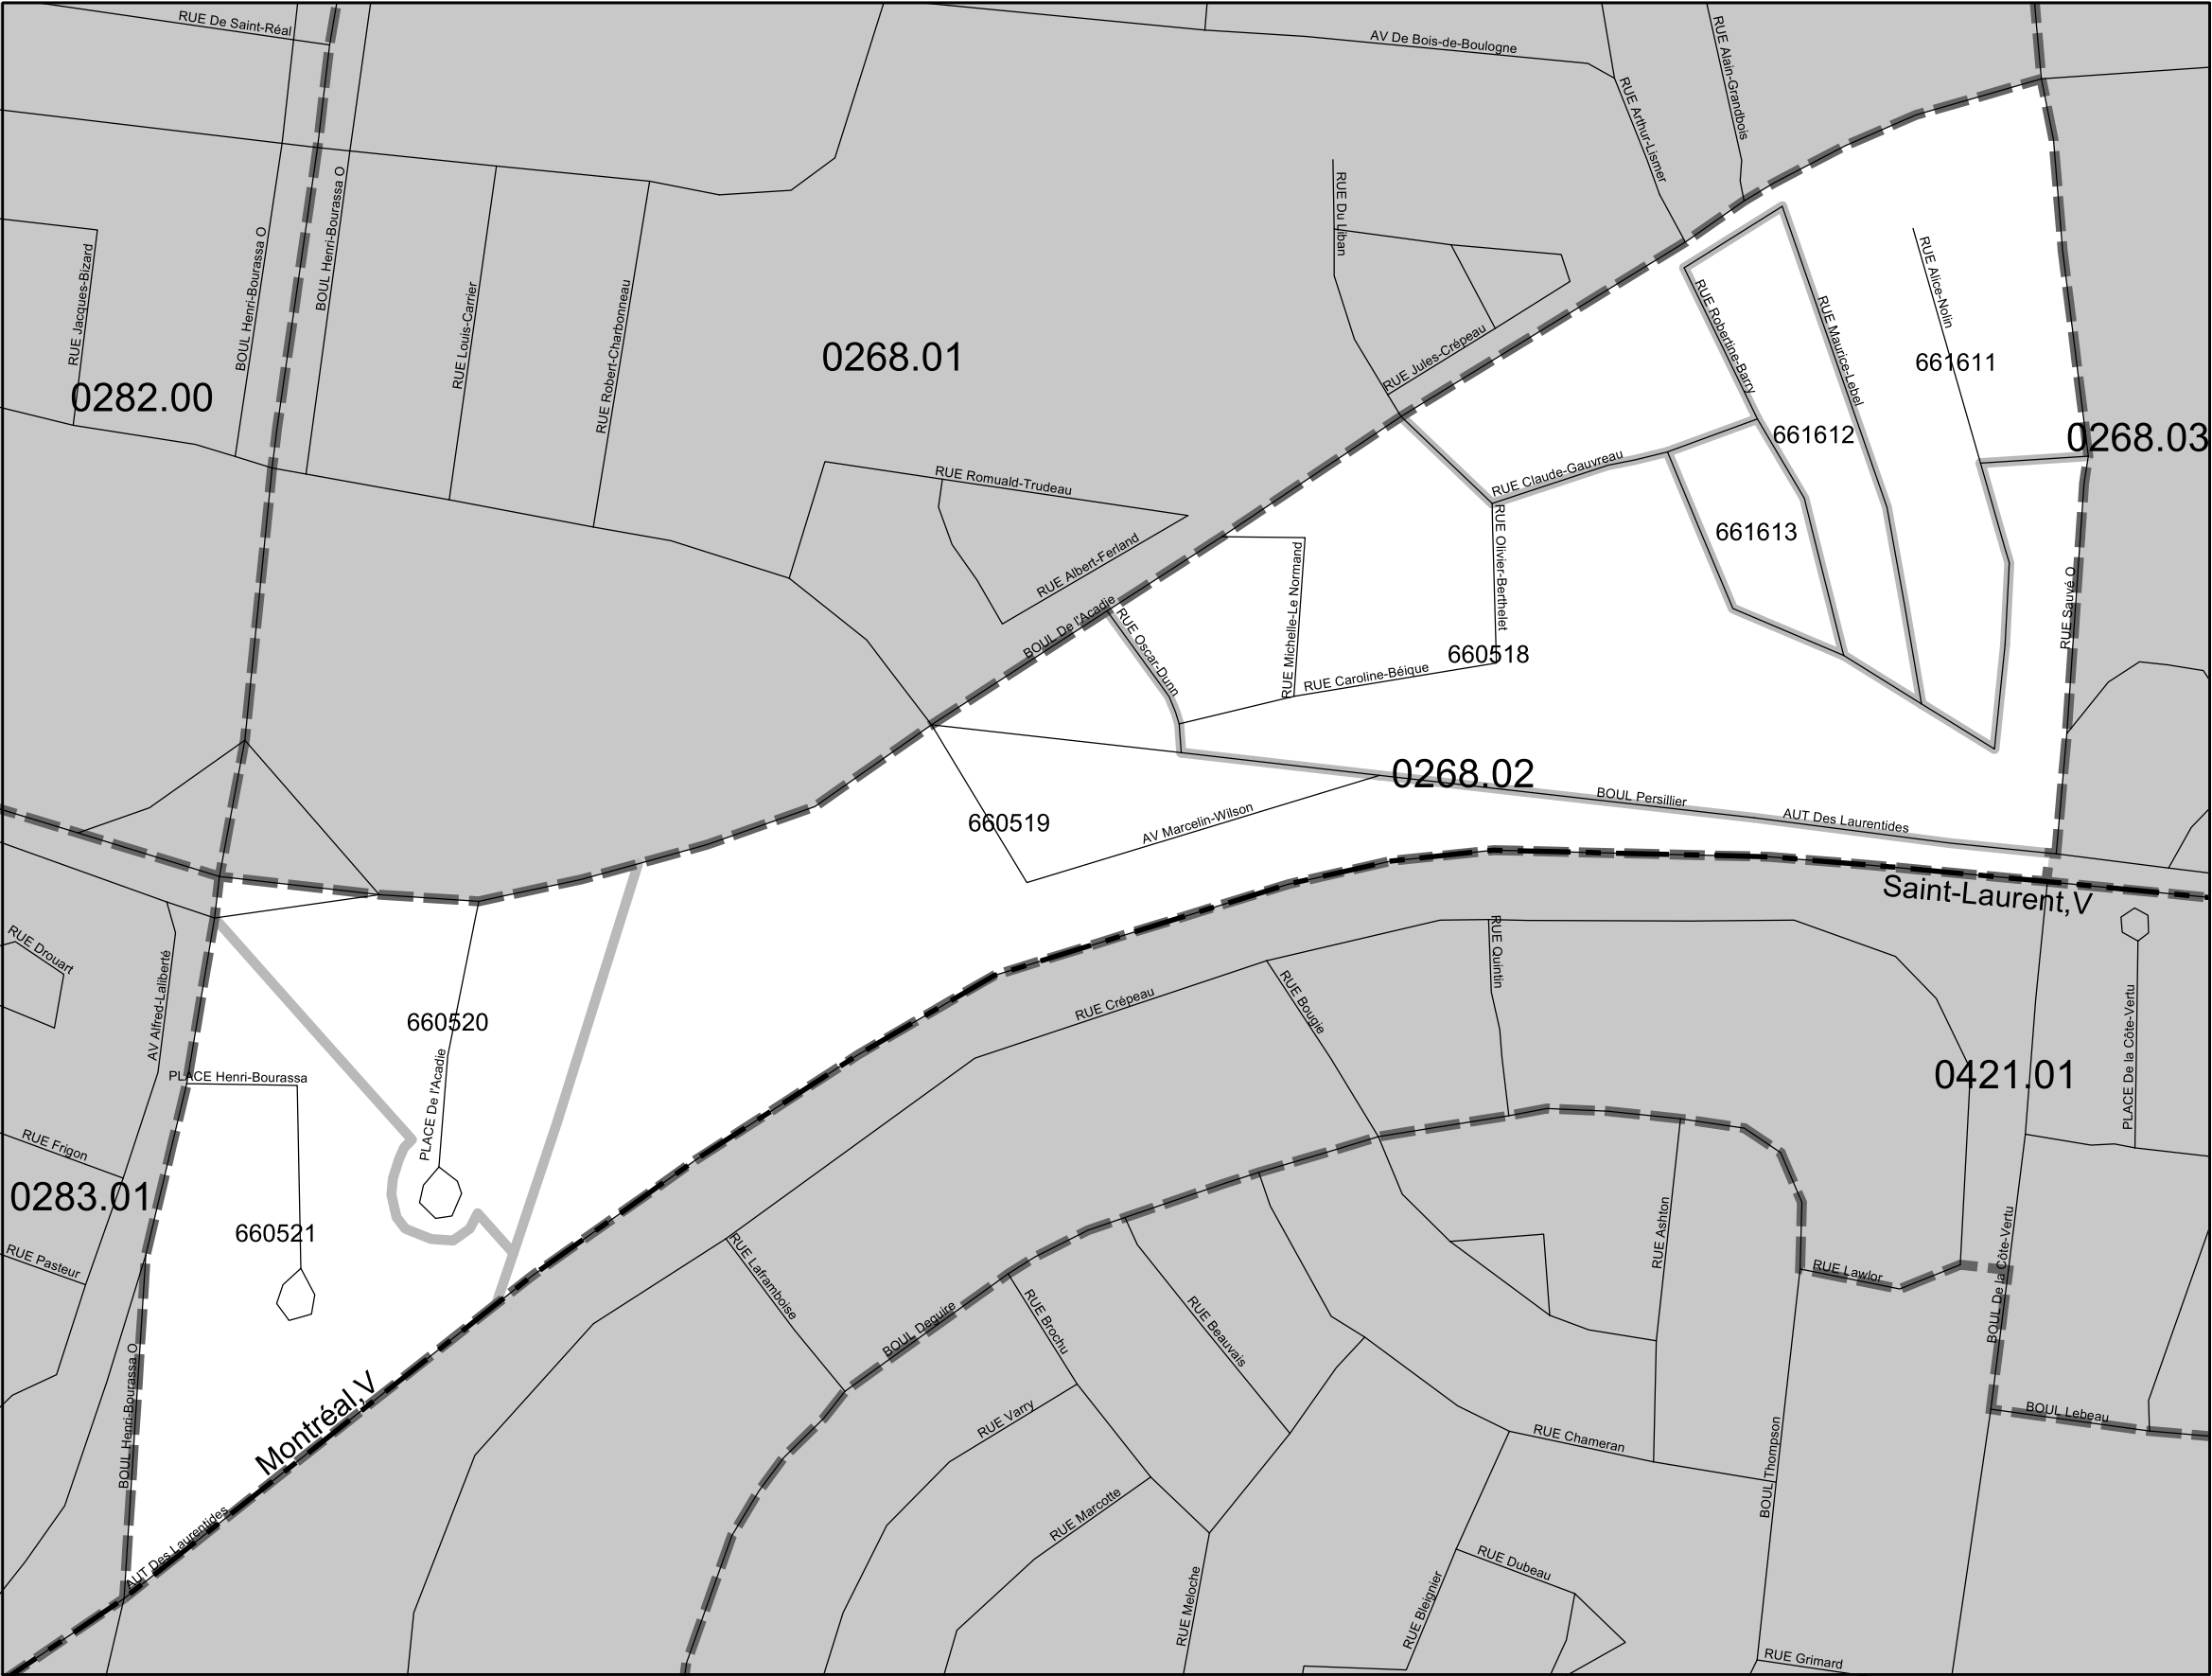 RUE De Saint-Réal
AV De Bois-de-Boulogne
RUE Alain-Grandbois
RUE Arthur-Lismer
RUE Du Liban
BOUL Henri-Bourassa O
BOUL Henri-Bourassa O
RUE Jacques-Bizard
RUE Louis-Carrier
RUE Robert-Charbonneau
0282.00
0268.01
RUE Jules-Crépeau
RUE Robertine-Barry
RUE Maurice-Lebel
RUE Alice-Nolin
661611
661612
0268.03
RUE Claude-Gauvreau
RUE Romuald-Trudeau
RUE Olivier-Berthelet
661613
RUE Albert-Ferland
RUE Michelle-Le Normand
RUE Sauvé O
BOUL De l'Acadie
RUE Oscar-Dunn
660518
RUE Caroline-Béique
0268.02
BOUL Persillier
AUT Des Laurentides
660519
AV Marcelin-Wilson
Saint-Laurent,V
RUE Drouart
AV Alfred-Laliberté
RUE Quintin
RUE Bougie
RUE Crépeau
660520
PLACE De l'Acadie
PLACE Henri-Bourassa
0421.01
PLACE De la Côte-Vertu
RUE Frigon
0283.01
660521
RUE Pasteur
RUE Laframboise
RUE Ashton
RUE Lawlor
BOUL De la Côte-Vertu
BOUL Deguire
RUE Brochu
RUE Beauvais
BOUL Henri-Bourassa O
Montréal,V
RUE Varry
RUE Chameran
BOUL Thompson
BOUL Lebeau
AUT Des Laurentides
RUE Marcotte
RUE Meloche
RUE Bleignier
RUE Dubeau
RUE Grimard